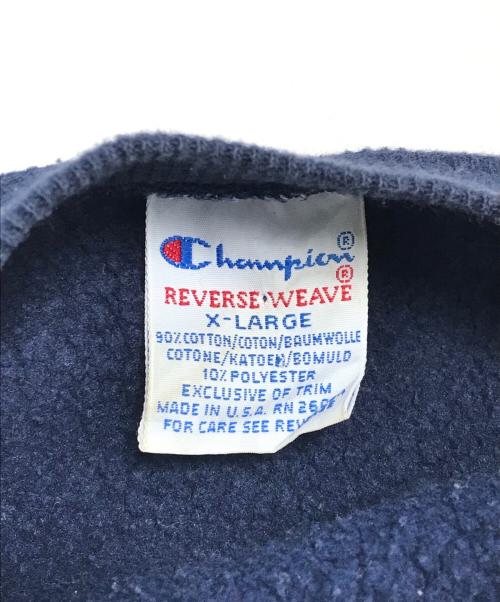 Champion®
REVERSE WEAVE®
X-LARGE
90% COTTON/COTON/BAUMWOLLE
COTONE/KATOEN/BOMULD
10% POLYESTER
EXCLUSIVE OF TRIM
MADE IN U.S.A. RN
FOR CARE SEE